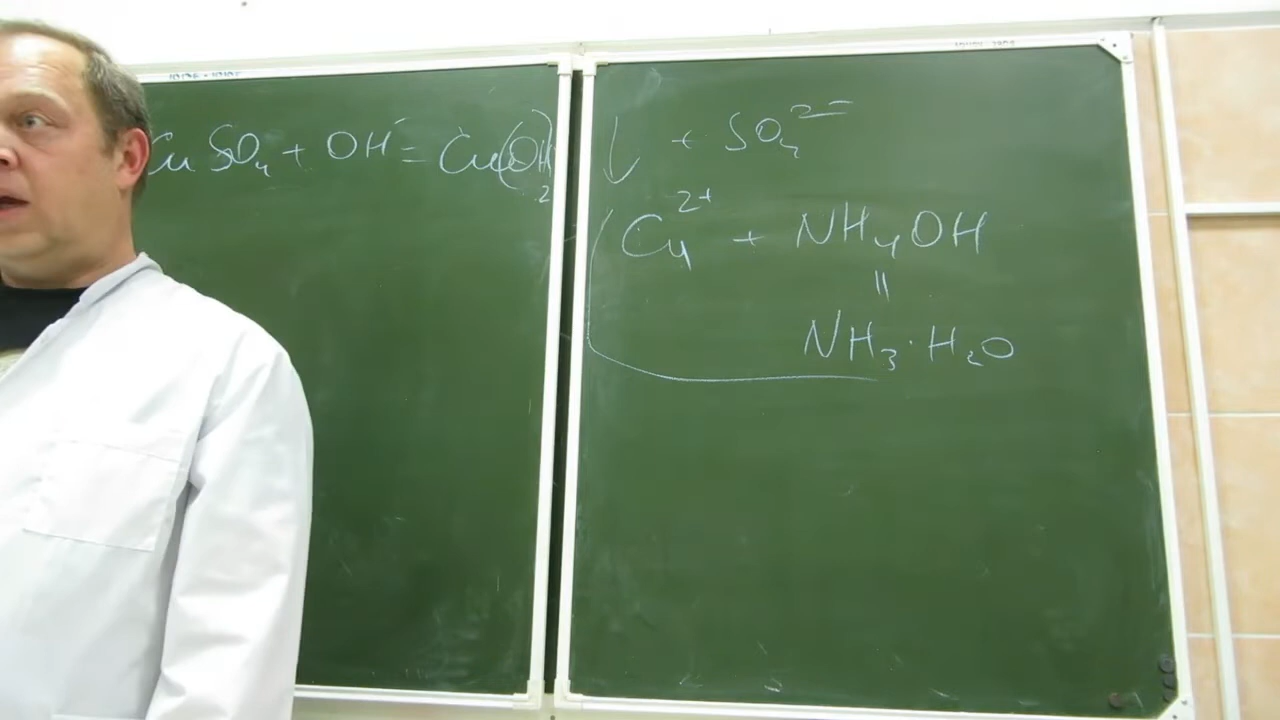 Cu SO₄ + OH⁻ = Cu(OH)₂ ↓ + SO₄²⁻
Cu²⁺ + NH₄OH
||
NH₃·H₂O